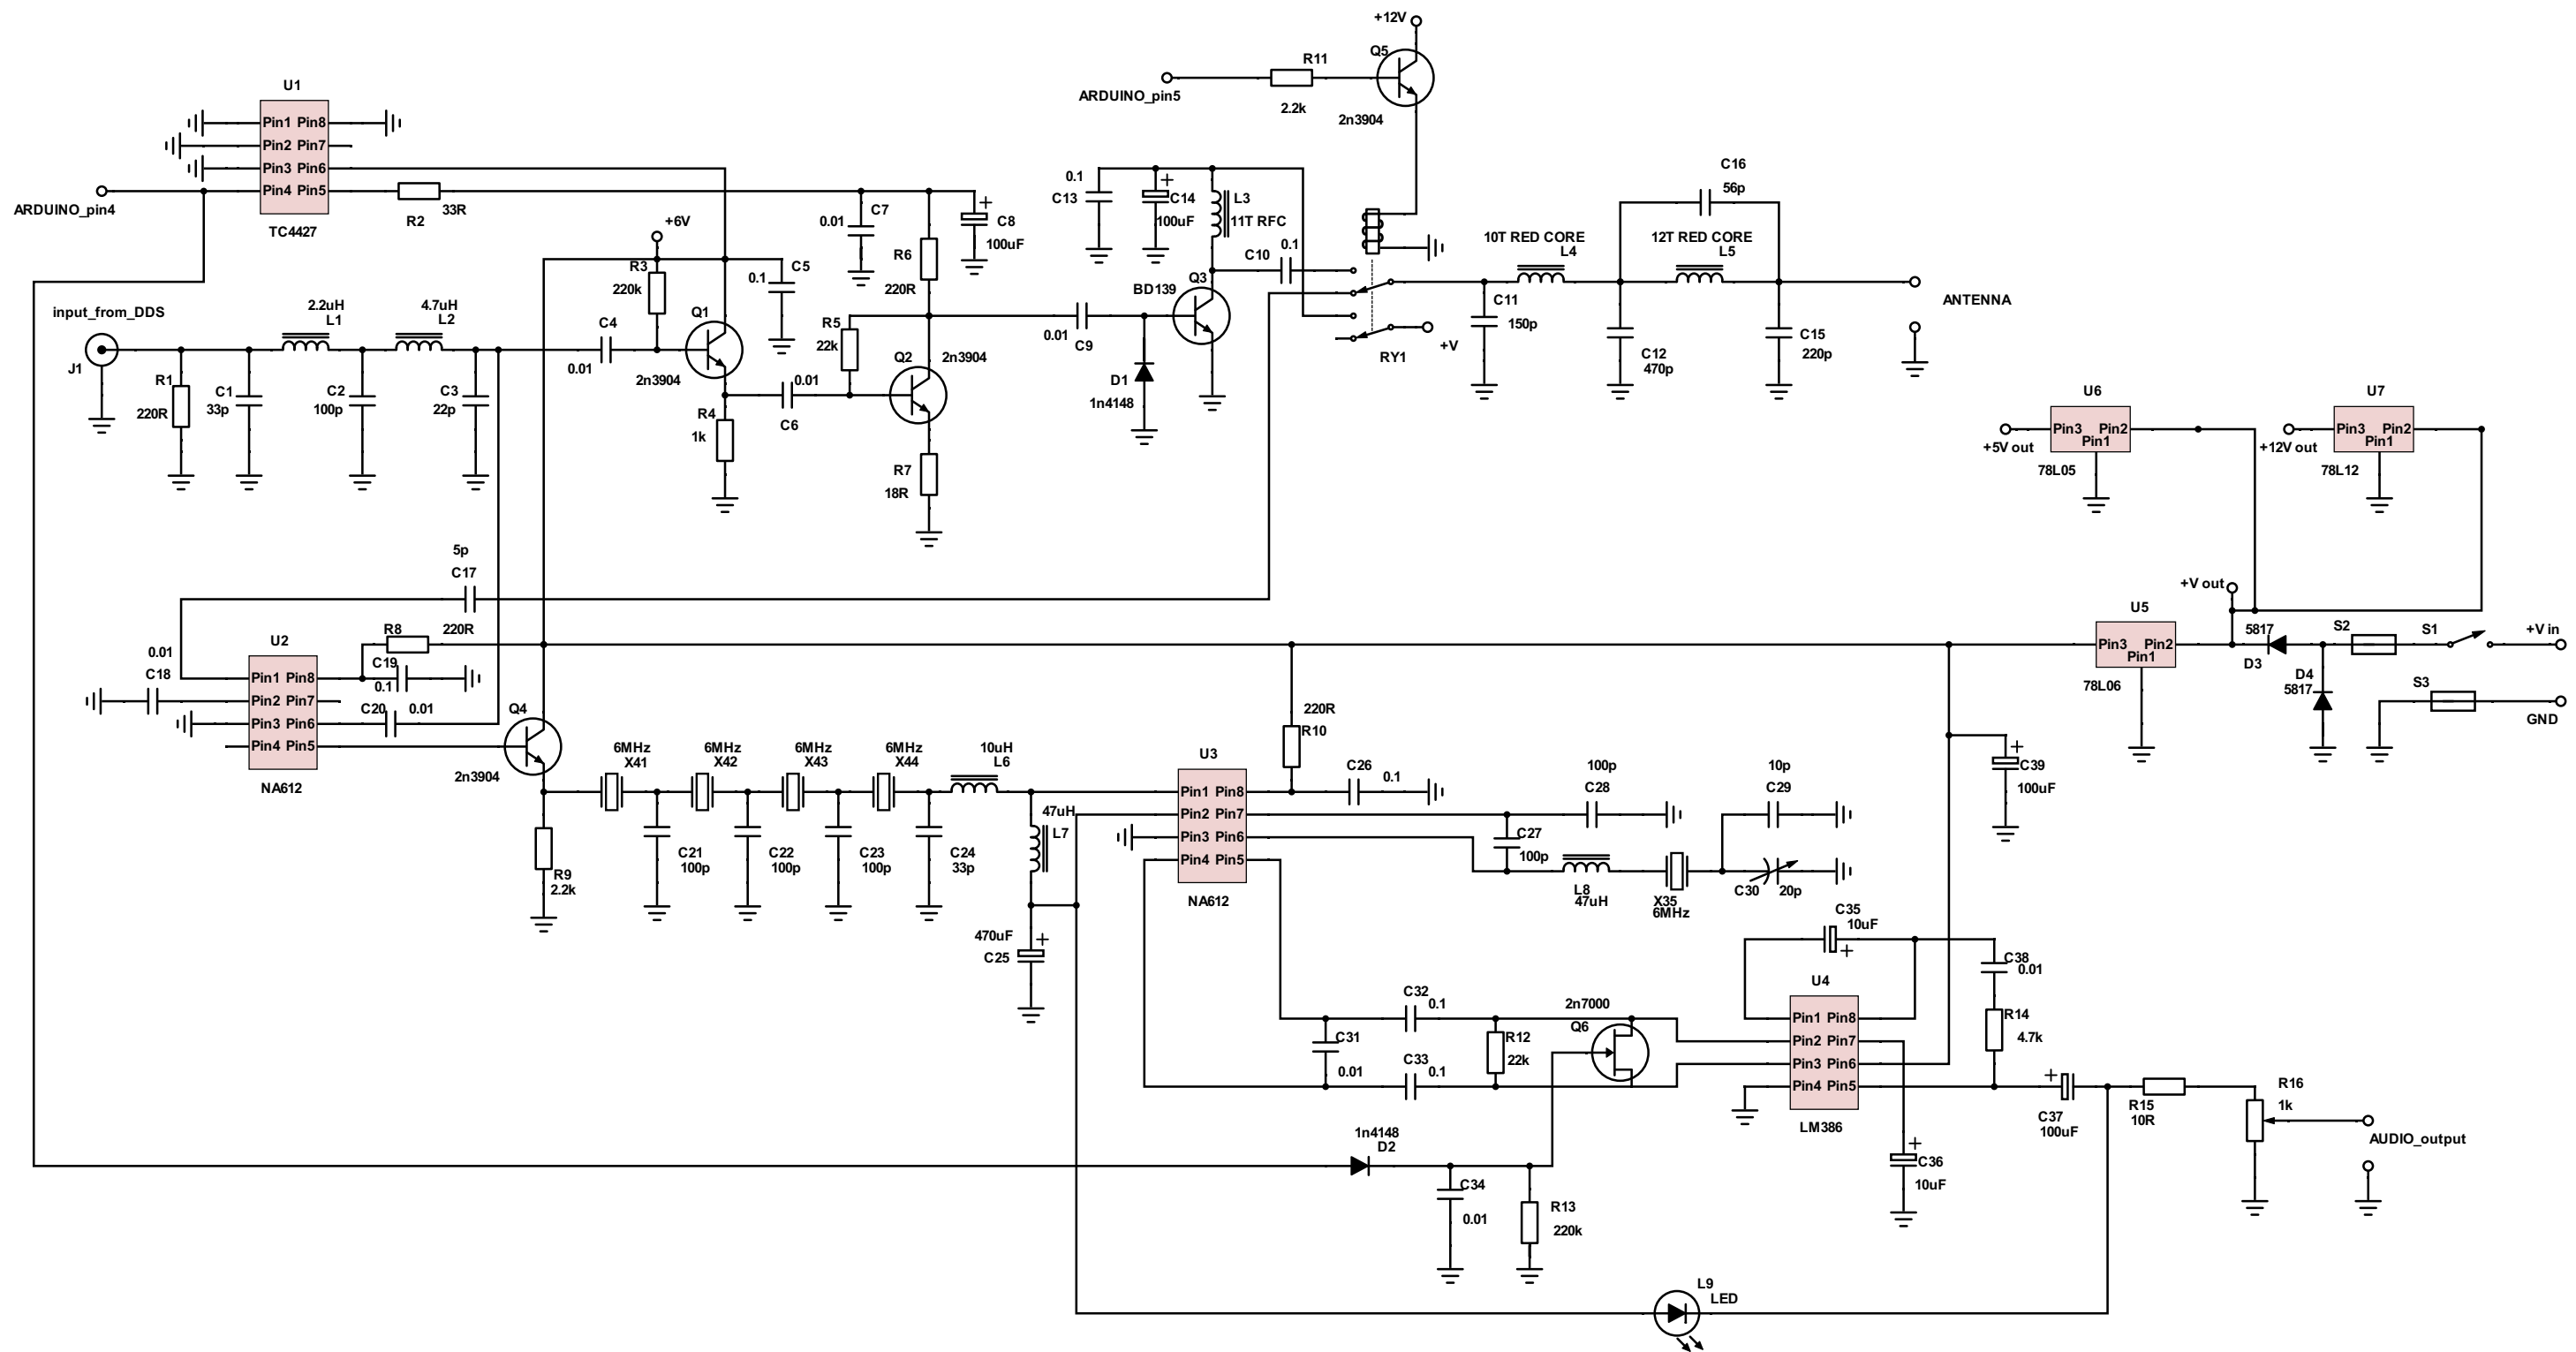 +12V
Q5
R11
ARDUINO_pin5
2.2k
2n3904
U1
Pin1 Pin8
Pin2 Pin7
Pin3 Pin6
Pin4 Pin5
TC4427
ARDUINO_pin4
R2
33R
+6V
C7
0.01
C8
100uF
R6
220R
0.1
C13
C14
100uF
L3
11T RFC
C10
0.1
Q3
BD139
C16
56p
10T RED CORE
L4
12T RED CORE
L5
ANTENNA
C11
150p
C12
470p
C15
220p
RY1
+V
input_from_DDS
J1
2.2uH
L1
4.7uH
L2
R1
220R
C1
33p
C2
100p
C3
22p
C4
0.01
R3
220k
Q1
2n3904
C5
0.1
R5
22k
Q2
2n3904
0.01
C6
R4
1k
R7
18R
0.01
C9
D1
1n4148
U6
Pin3 Pin2
Pin1
+5V out
78L05
U7
Pin3 Pin2
Pin1
+12V out
78L12
5p
C17
R8
220R
U2
0.01
C18
C19
0.1
Pin1 Pin8
Pin2 Pin7
Pin3 Pin6
Pin4 Pin5
C20
0.01
NA612
Q4
2n3904
+V out
U5
Pin3 Pin2
Pin1
78L06
5817
D3
D4
5817
S2
S1
+V in
S3
GND
6MHz
X41
6MHz
X42
6MHz
X43
6MHz
X44
10uH
L6
R9
2.2k
C21
100p
C22
100p
C23
100p
C24
33p
47uH
L7
470uF
C25
U3
Pin1 Pin8
Pin2 Pin7
Pin3 Pin6
Pin4 Pin5
NA612
220R
R10
C26
0.1
100p
C28
10p
C29
C27
100p
L8
47uH
X35
6MHz
C30
20p
C39
100uF
C35
10uF
U4
Pin1 Pin8
Pin2 Pin7
Pin3 Pin6
Pin4 Pin5
LM386
C38
0.01
R14
4.7k
C32
0.1
C31
0.01
C33
0.1
R12
22k
2n7000
Q6
C37
100uF
R15
10R
R16
1k
AUDIO_output
C36
10uF
1n4148
D2
C34
0.01
R13
220k
L9
LED